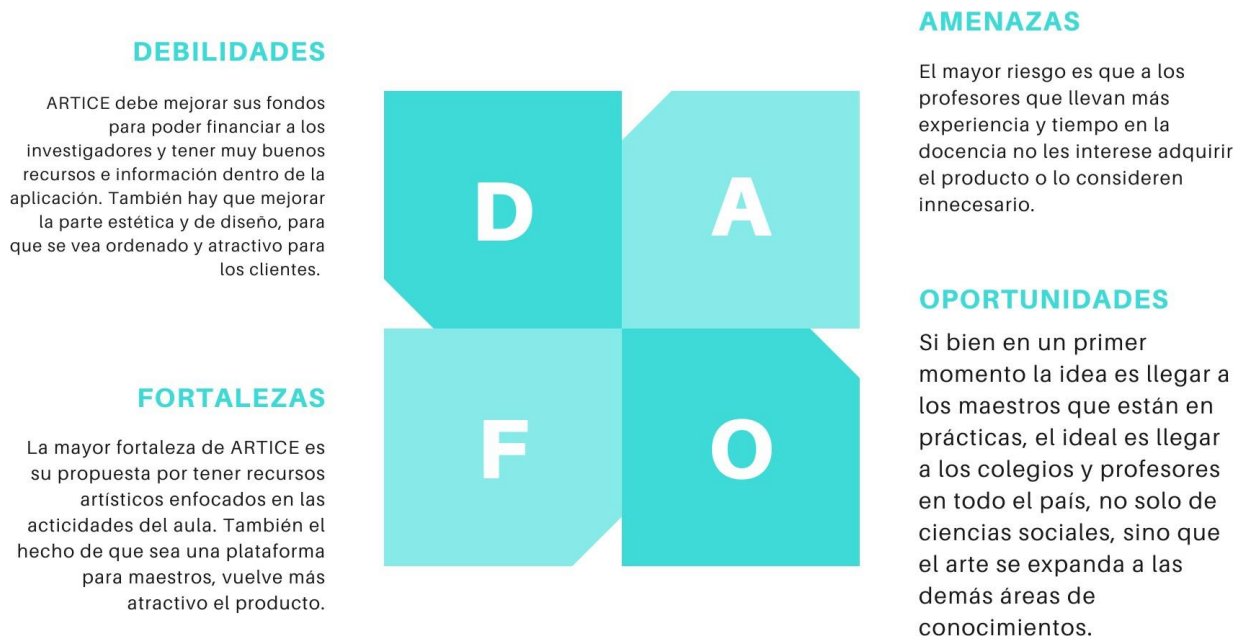 DEBILIDADES
ARTICE debe mejorar sus fondos
para poder financiar a los
investigadores y tener muy buenos
recursos e información dentro de la
aplicación. También hay que mejorar
la parte estética y de diseño, para
que se vea ordenado y atractivo para
los clientes.
FORTALEZAS
La mayor fortaleza de ARTICE es
su propuesta por tener recursos
artísticos enfocados en las
acticidades del aula. También el
hecho de que sea una plataforma
para maestros, vuelve más
atractivo el producto.
D
A
F
O
AMENAZAS
El mayor riesgo es que a los
profesores que llevan más
experiencia y tiempo en la
docencia no les interese adquirir
el producto o lo consideren
innecesario.
OPORTUNIDADES
Si bien en un primer
momento la idea es llegar a
los maestros que están en
prácticas, el ideal es llegar
a los colegios y profesores
en todo el país, no solo de
ciencias sociales, sino que
el arte se expanda a las
demás áreas de
conocimientos.